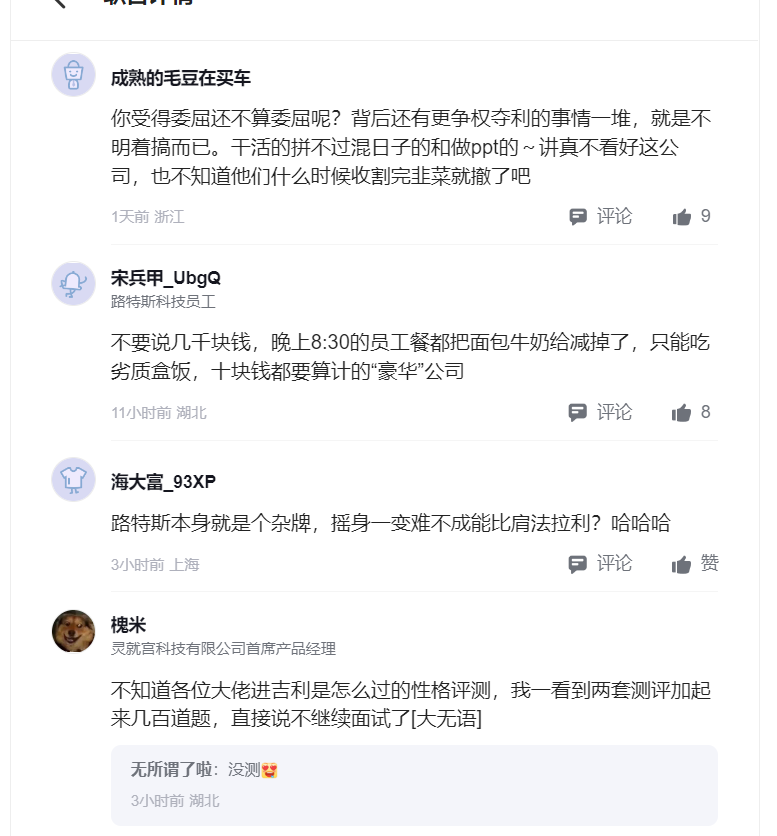 成熟的毛豆在买车
你受得委屈还不算委屈呢？背后还有更争权夺利的事情一堆，就是不
明着搞而已。干活的拼不过混日子的和做ppt的～讲真不看好这公
司，也不知道他们什么时候收割完韭菜就撤了吧
1天前 浙江
评论 9
宋兵甲_UbgQ
路特斯科技员工
不要说几千块钱，晚上8:30的员工餐都把面包牛奶给减掉了，只能吃
劣质盒饭，十块钱都要算计的“豪华”公司
11小时前 湖北
评论 8
海大富_93XP
路特斯本身就是个杂牌，摇身一变难不成能比肩法拉利？哈哈哈
3小时前 上海
评论 赞
槐米
灵就宫科技有限公司首席产品经理
不知道各位大佬进吉利是怎么过的性格评测，我一看到两套测评加起
来几百道题，直接说不继续面试了[大无语]
无所谓了啦：没测😍
3小时前 湖北